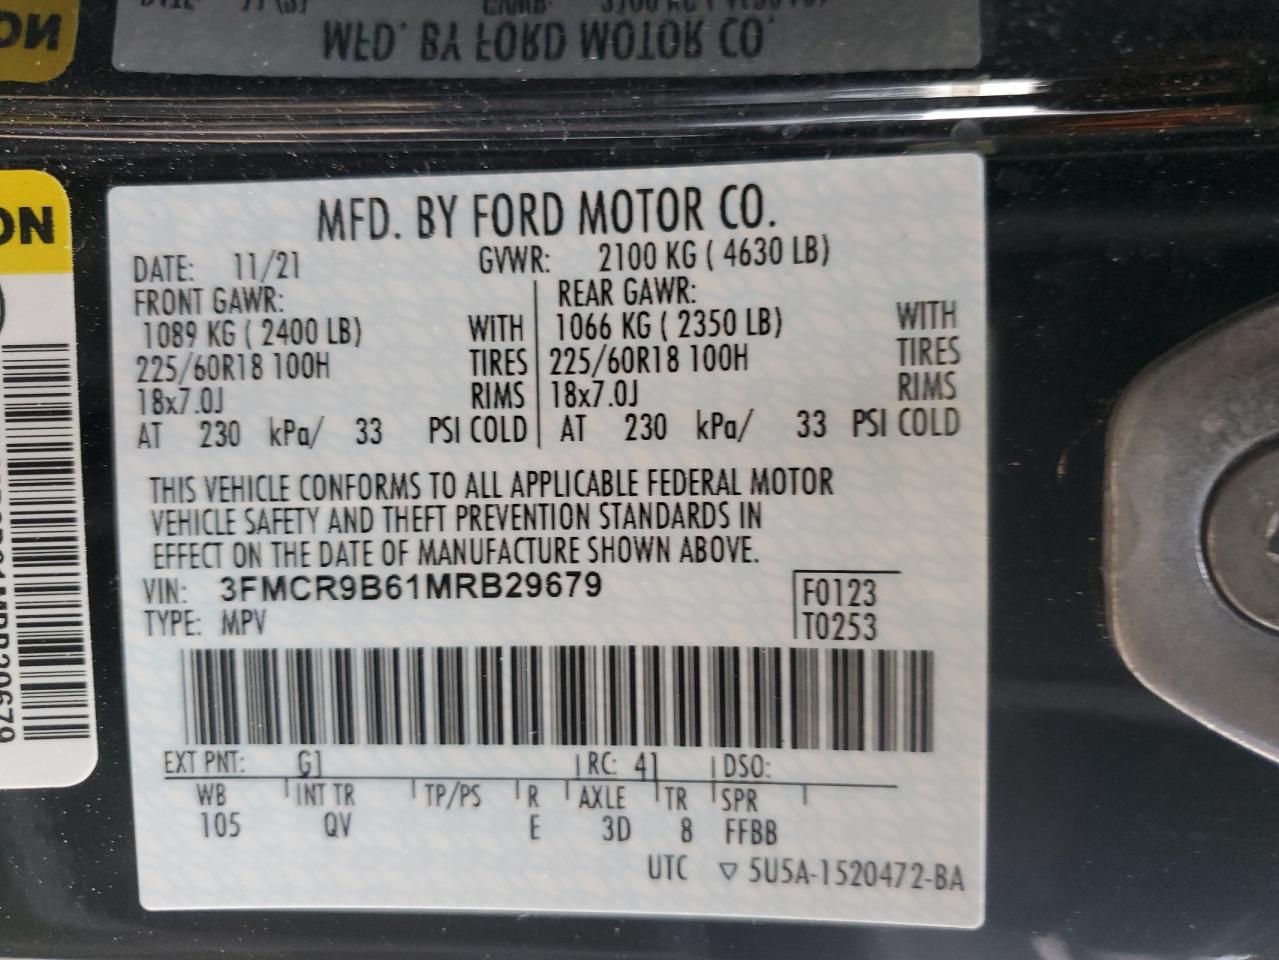 MFD. BY FORD MOTOR CO.
ON
MFD. BY FORD MOTOR CO.
DATE: 11/21 GVWR: 2100 KG ( 4630 LB)
FRONT GAWR: REAR GAWR:
1089 KG ( 2400 LB) WITH 1066 KG ( 2350 LB) WITH
225/60R18 100H TIRES 225/60R18 100H TIRES
18x7.0J RIMS 18x7.0J RIMS
AT 230 kPa/ 33 PSI COLD AT 230 kPa/ 33 PSI COLD
THIS VEHICLE CONFORMS TO ALL APPLICABLE FEDERAL MOTOR
VEHICLE SAFETY AND THEFT PREVENTION STANDARDS IN
EFFECT ON THE DATE OF MANUFACTURE SHOWN ABOVE.
VIN: 3FMCR9B61MRB29679 F0123
TYPE: MPV T0253
EXT PNT: G1 RC: 41 DSO:
WB INT TR TP/PS R AXLE TR SPR
105 QV E 3D 8 FFBB
UTC ▽ 5U5A-1520472-BA